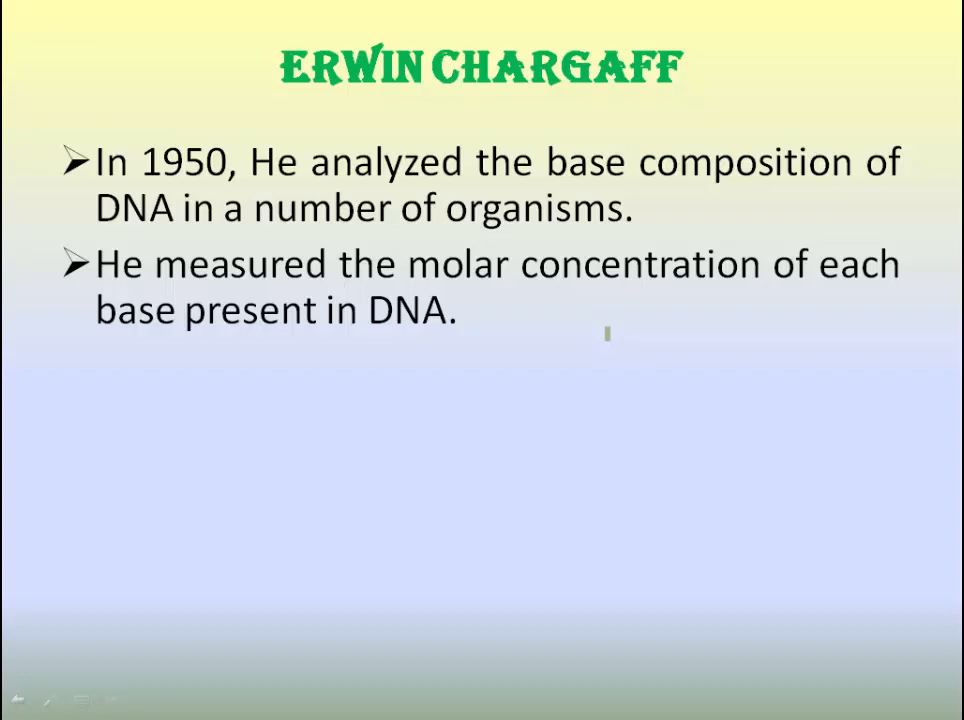 ERWIN CHARGAFF
➢In 1950, He analyzed the base composition of
DNA in a number of organisms.
➢He measured the molar concentration of each
base present in DNA.